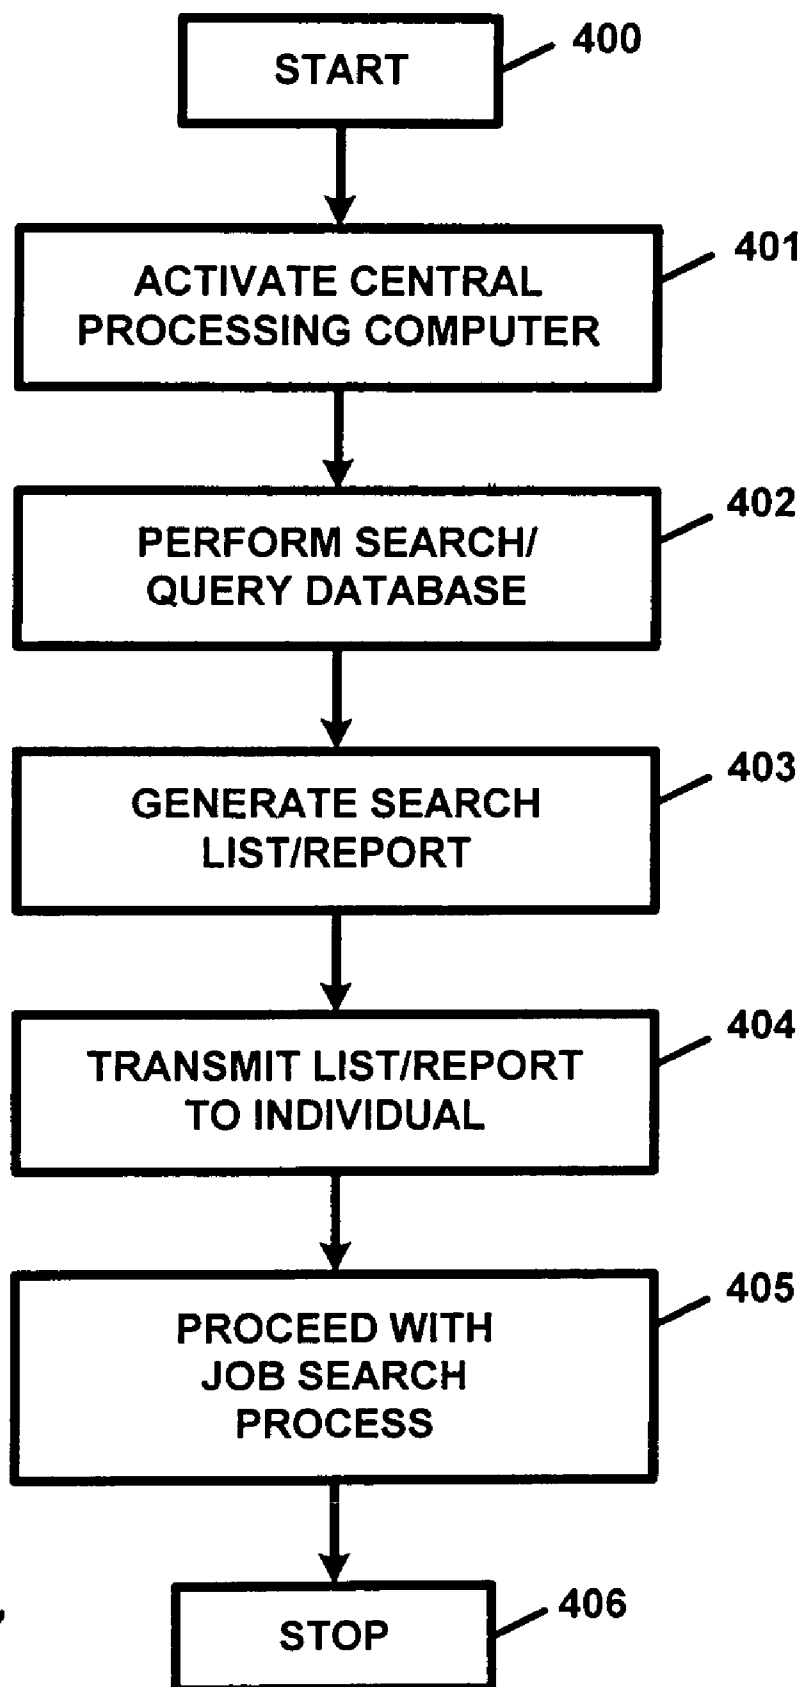 START
400
ACTIVATE CENTRAL
PROCESSING COMPUTER
401
PERFORM SEARCH/
QUERY DATABASE
402
GENERATE SEARCH
LIST/REPORT
403
TRANSMIT LIST/REPORT
TO INDIVIDUAL
404
PROCEED WITH
JOB SEARCH
PROCESS
405
STOP
406